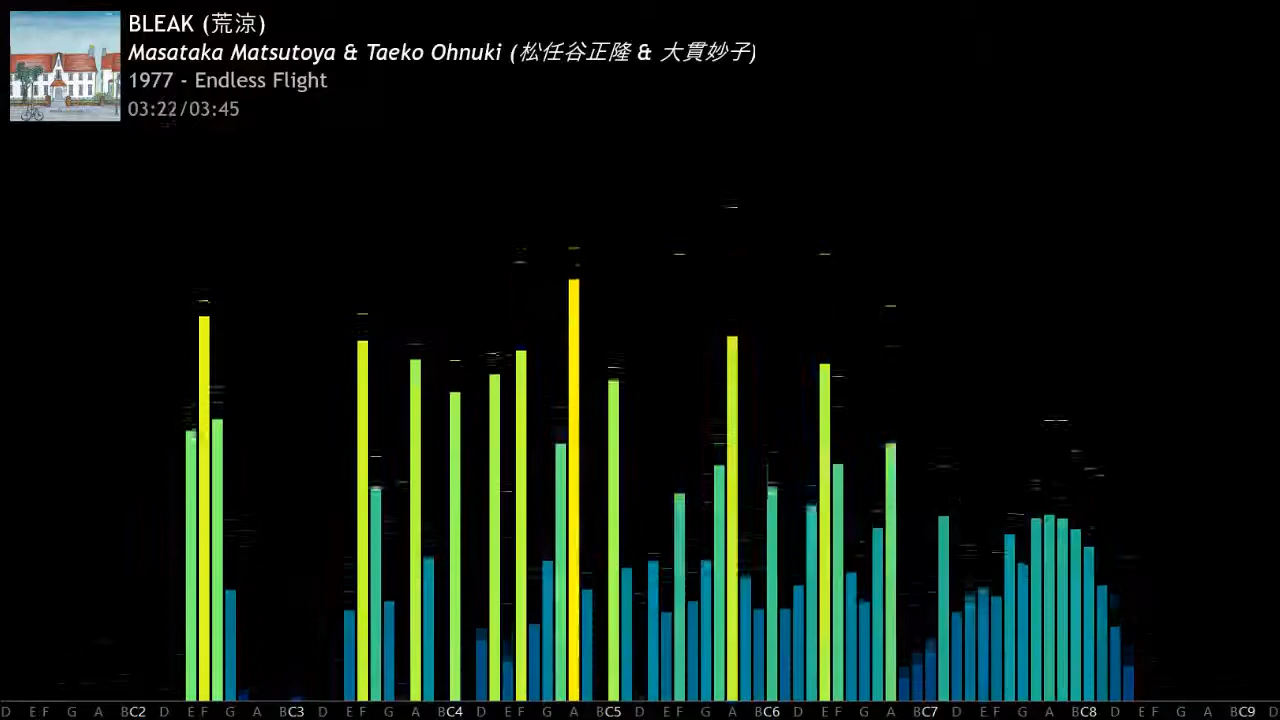 BLEAK (荒涼)
Masataka Matsutoya & Taeko Ohnuki (松任谷正隆 & 大貫妙子)
1977 - Endless Flight
03:22/03:45
D E F G A B C2 D E F G A B C3 D E F G A B C4 D E F G A B C5 D E F G A B C6 D E F G A B C7 D E F G A B C8 D E F G A B C9 D